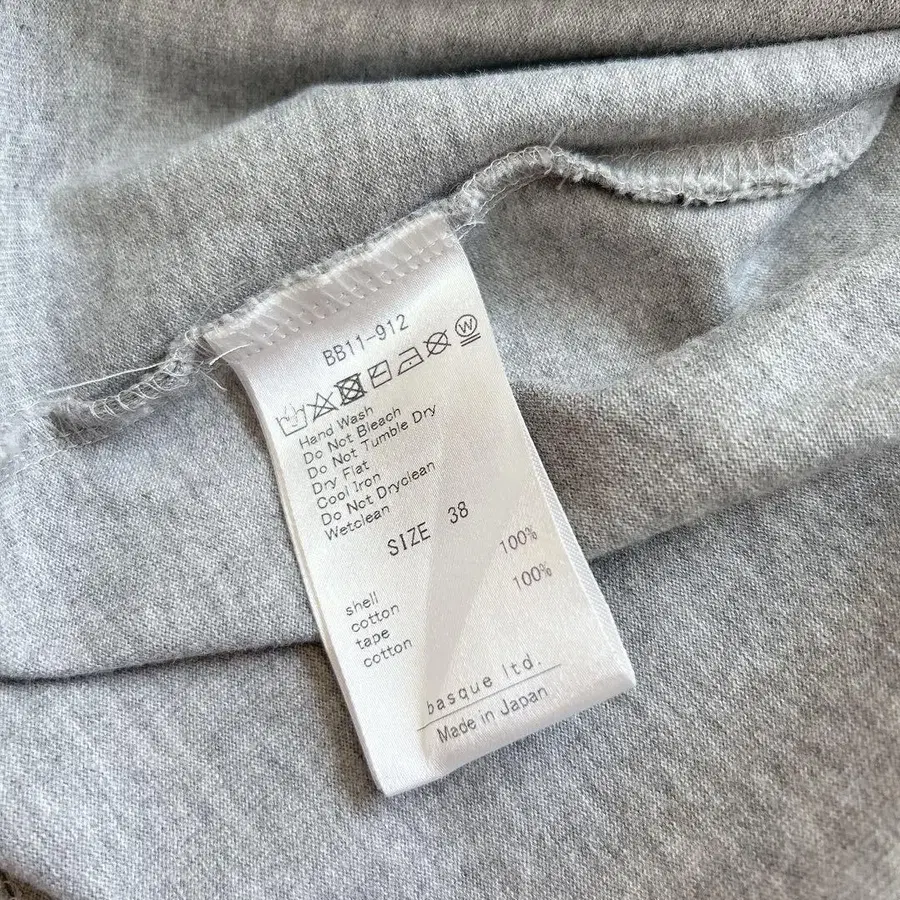 BB11-912
W
Hand Wash
Do Not Bleach
Do Not Tumble Dry
Dry Flat
Cool Iron
Do Not Dryclean
Wetclean
SIZE 38
shell
cotton 100%
tape
cotton 100%
basque ltd.
Made in Japan